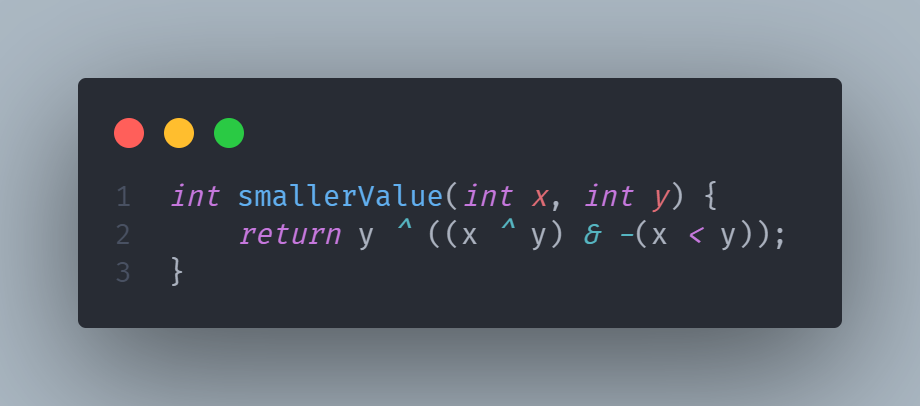 1 int smallerValue(int x, int y) {
2     return y ^ ((x ^ y) & -(x < y));
3 }